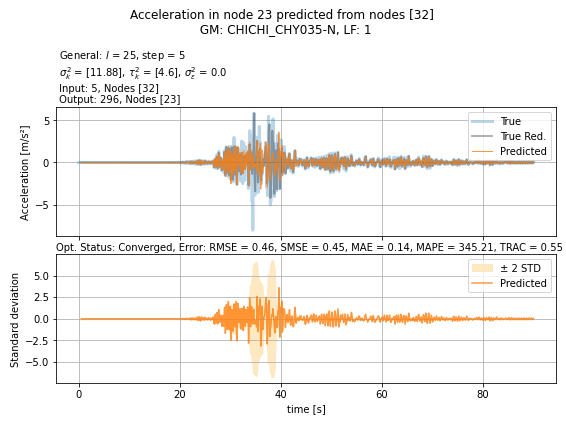 Acceleration in node 23 predicted from nodes [32]
GM: CHICHI_CHY035-N, LF: 1
General: l = 25, step = 5
σ²ₖ = [11.88], τ²ₖ = [4.6], σ²ε = 0.0
Input: 5, Nodes [32]
Output: 296, Nodes [23]
Acceleration [m/s²]
5
0
−5
True
True Red.
Predicted
Opt. Status: Converged, Error: RMSE = 0.46, SMSE = 0.45, MAE = 0.14, MAPE = 345.21, TRAC = 0.55
Standard deviation
5.0
2.5
0.0
−2.5
−5.0
± 2 STD
Predicted
0 20 40 60 80
time [s]